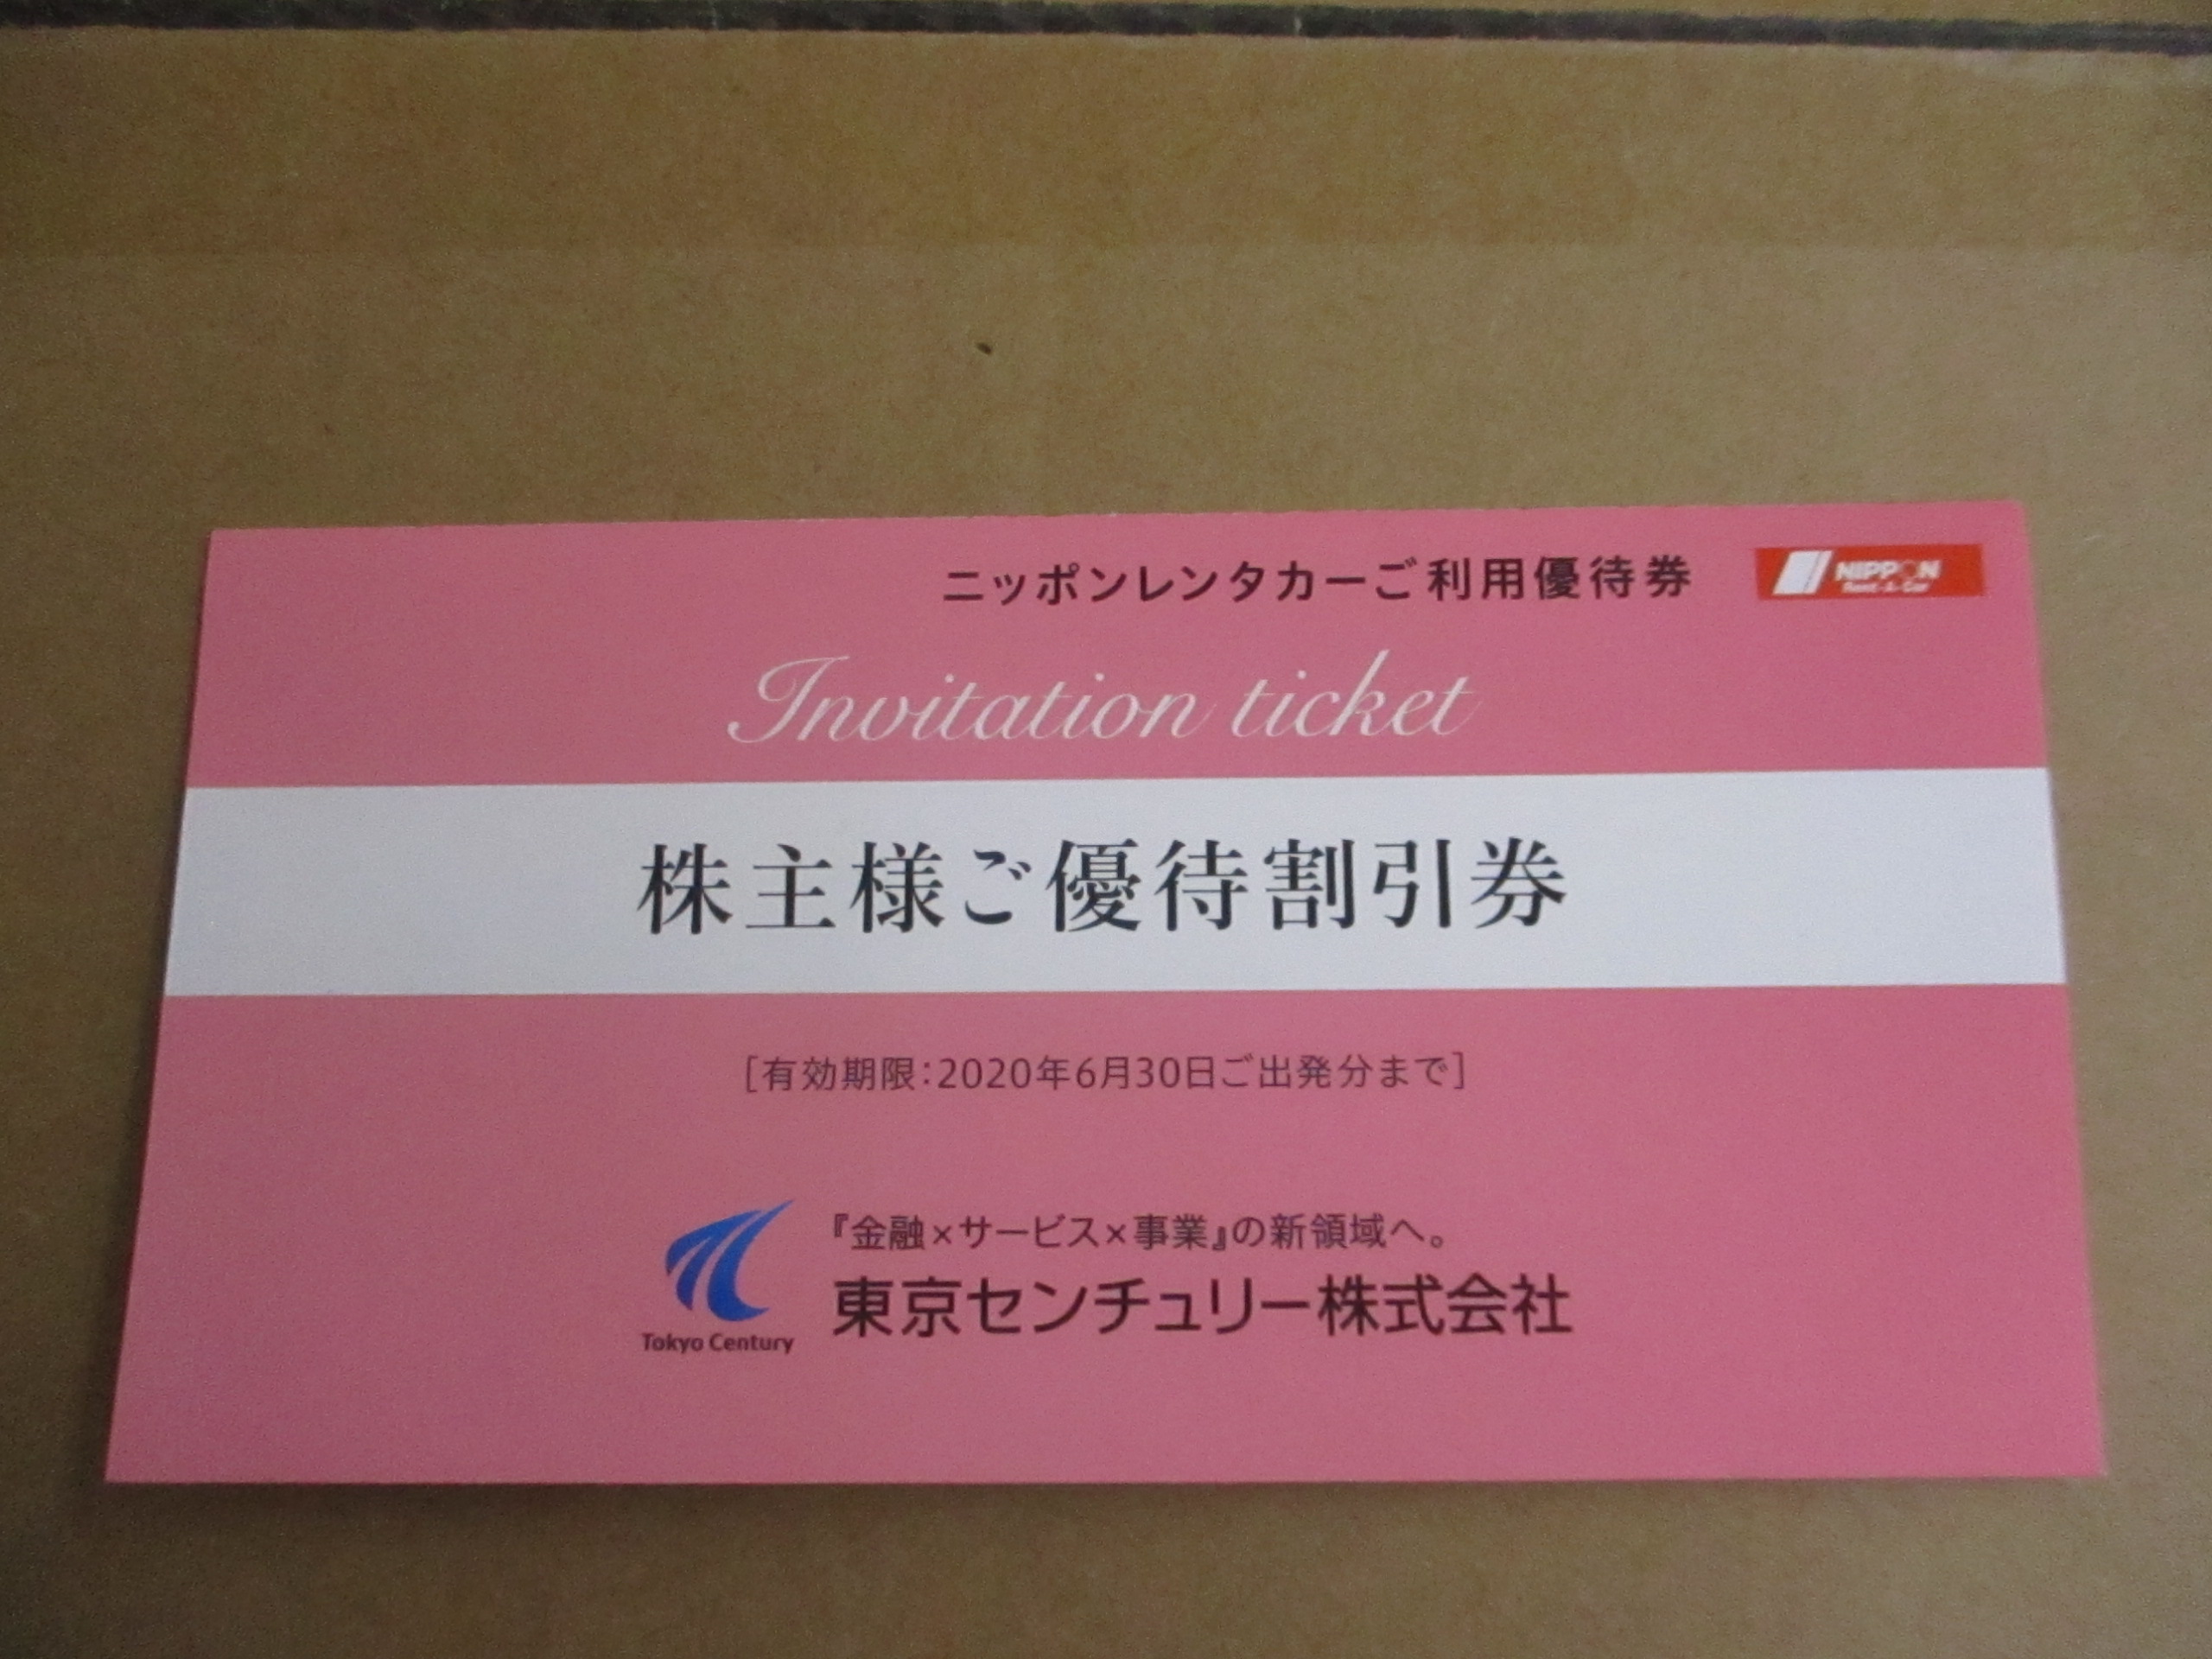 ニッポンレンタカーご利用優待券
NIPPON
Rent-A-Car
Invitation ticket
株主様ご優待割引券
[有効期限:2020年6月30日ご出発分まで]
『金融×サービス×事業』の新領域へ。
東京センチュリー株式会社
Tokyo Century